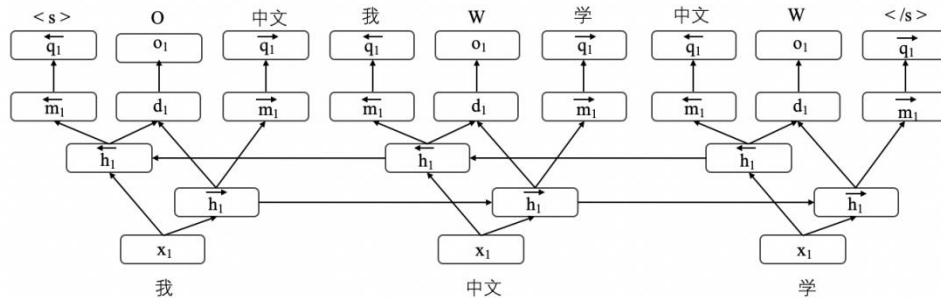 < s > O 中文 我 W 学 中文 W < /s >
q₁ o₁ q₁ q₁ o₁ q₁ q₁ o₁ q₁
m₁ d₁ m₁ m₁ d₁ m₁ m₁ d₁ m₁
h₁ h₁ h₁
h₁ h₁ h₁
x₁ x₁ x₁
我 中文 学